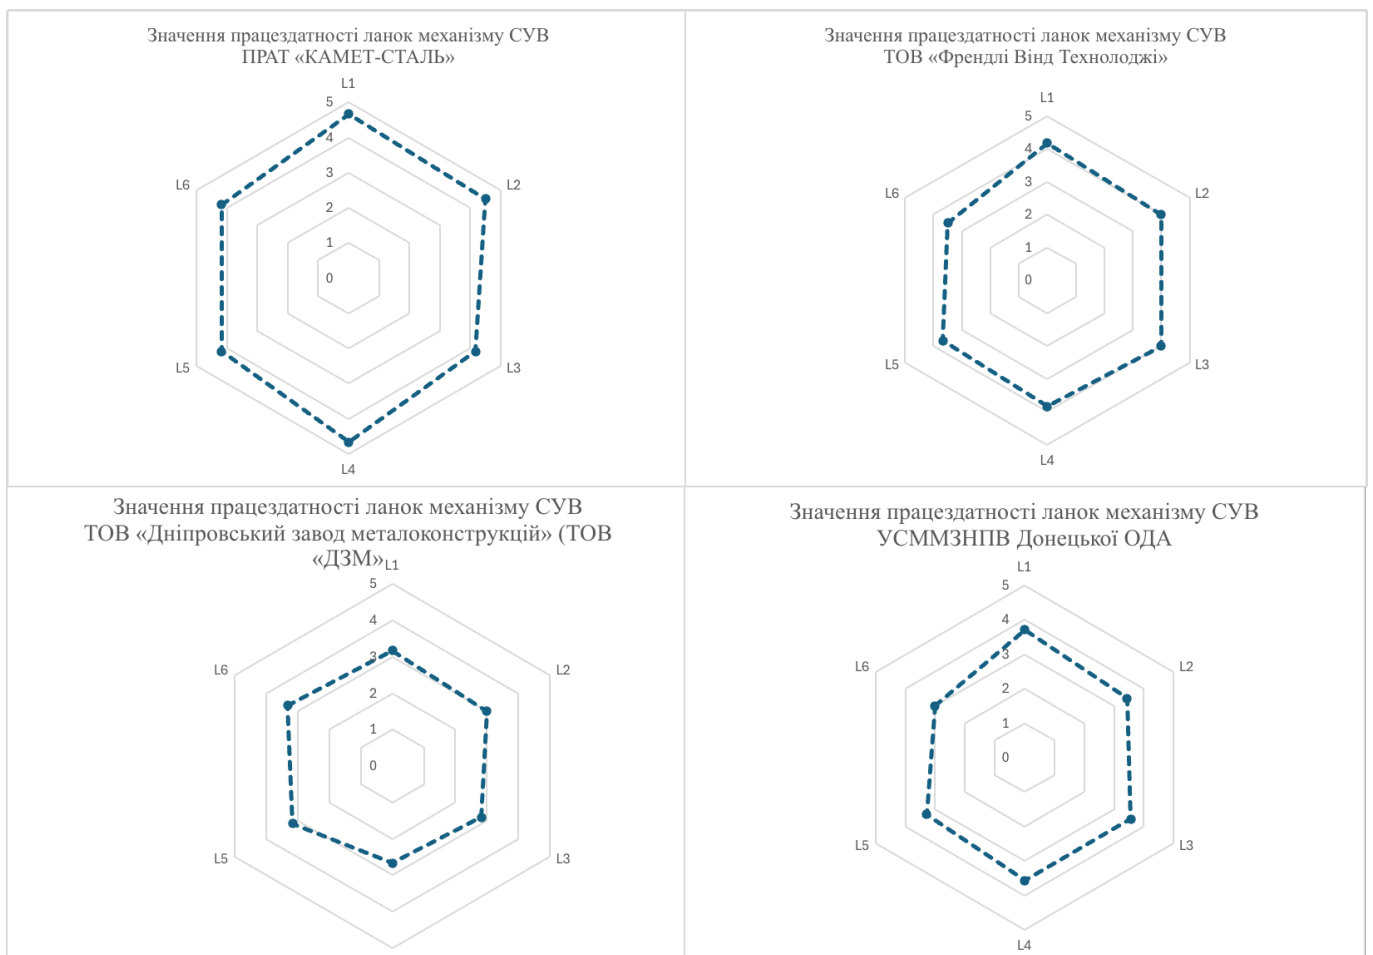 Значення працездатності ланок механізму СУВ
ПРАТ «КАМЕТ-СТАЛЬ»
L1
5
4
3
2
1
0
L2
L3
L4
L5
L6
Значення працездатності ланок механізму СУВ
ТОВ «Френдлі Вінд Технолоджі»
L1
5
4
3
2
1
0
L2
L3
L4
L5
L6
Значення працездатності ланок механізму СУВ
ТОВ «Дніпровський завод металоконструкцій» (ТОВ
«ДЗМ»
L1
5
4
3
2
1
0
L2
L3
L5
L6
Значення працездатності ланок механізму СУВ
УСММЗНПВ Донецької ОДА
L1
5
4
3
2
1
0
L2
L3
L4
L5
L6